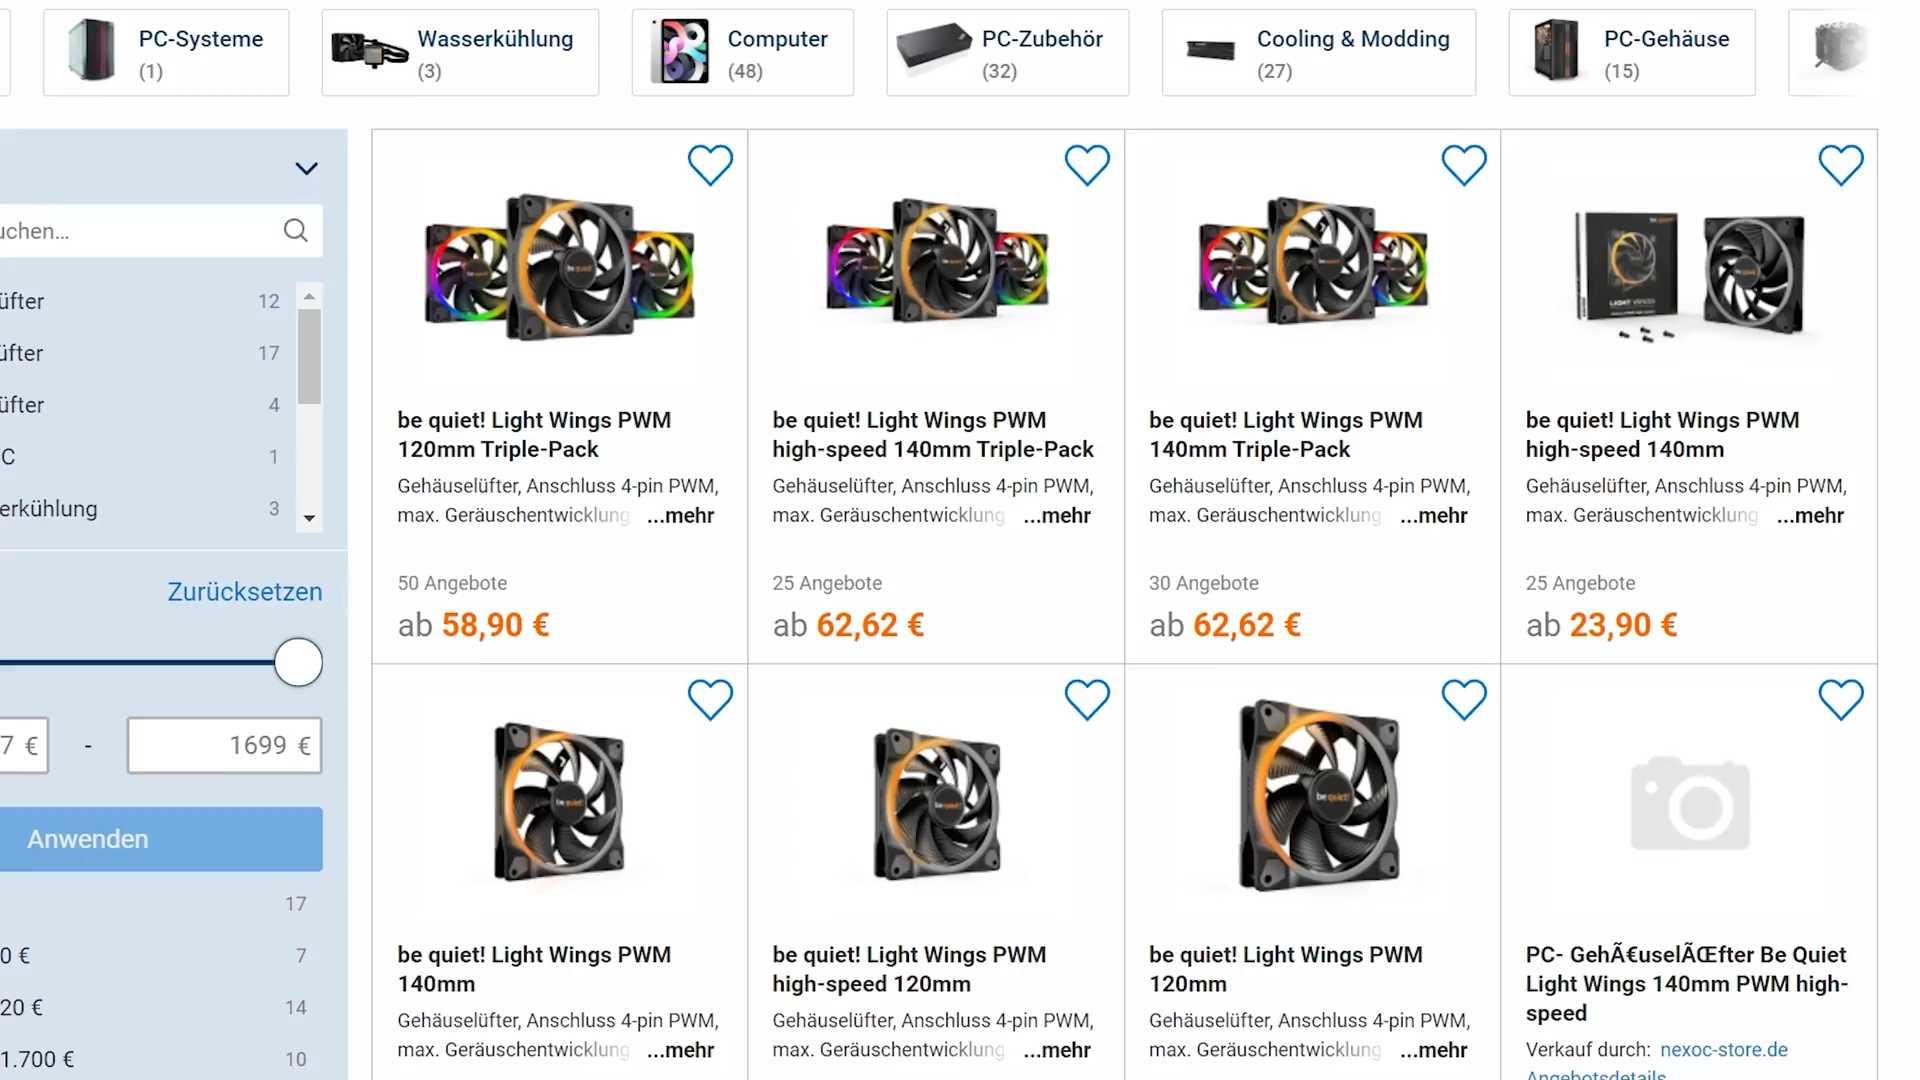 PC-Systeme
(1)
Wasserkühlung
(3)
Computer
(48)
PC-Zubehör
(32)
Cooling & Modding
(27)
PC-Gehäuse
(15)
uchen...
üfter 12
üfter 17
üfter 4
C 1
erkühlung 3
Zurücksetzen
7 € - 1699 €
Anwenden
17
0 € 7
20 € 14
1.700 € 10
be quiet! Light Wings PWM
120mm Triple-Pack
Gehäuselüfter, Anschluss 4-pin PWM,
max. Geräuschentwicklung ...mehr
50 Angebote
ab 58,90 €
be quiet! Light Wings PWM
high-speed 140mm Triple-Pack
Gehäuselüfter, Anschluss 4-pin PWM,
max. Geräuschentwicklung ...mehr
25 Angebote
ab 62,62 €
be quiet! Light Wings PWM
140mm Triple-Pack
Gehäuselüfter, Anschluss 4-pin PWM,
max. Geräuschentwicklung ...mehr
30 Angebote
ab 62,62 €
LIGHT WINGS
be quiet! Light Wings PWM
high-speed 140mm
Gehäuselüfter, Anschluss 4-pin PWM,
max. Geräuschentwicklung ...mehr
25 Angebote
ab 23,90 €
be quiet!
be quiet! Light Wings PWM
140mm
Gehäuselüfter, Anschluss 4-pin PWM,
max. Geräuschentwicklung ...mehr
be quiet!
be quiet! Light Wings PWM
high-speed 120mm
Gehäuselüfter, Anschluss 4-pin PWM,
max. Geräuschentwicklung ...mehr
be quiet!
be quiet! Light Wings PWM
120mm
Gehäuselüfter, Anschluss 4-pin PWM,
max. Geräuschentwicklung ...mehr
PC- GehÃ€uselÃŒfter Be Quiet
Light Wings 140mm PWM high-
speed
Verkauf durch: nexoc-store.de
Angebotsdetails